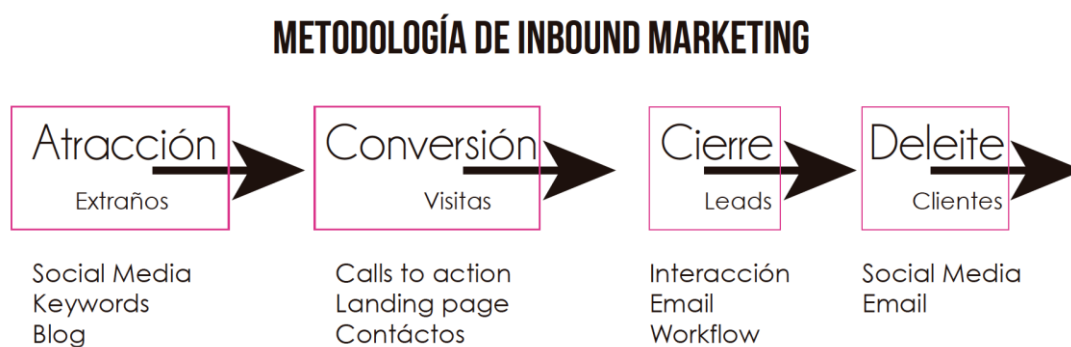 METODOLOGÍA DE INBOUND MARKETING
Atracción
Extraños
Social Media
Keywords
Blog
Conversión
Visitas
Calls to action
Landing page
Contáctos
Cierre
Leads
Interacción
Email
Workflow
Deleite
Clientes
Social Media
Email